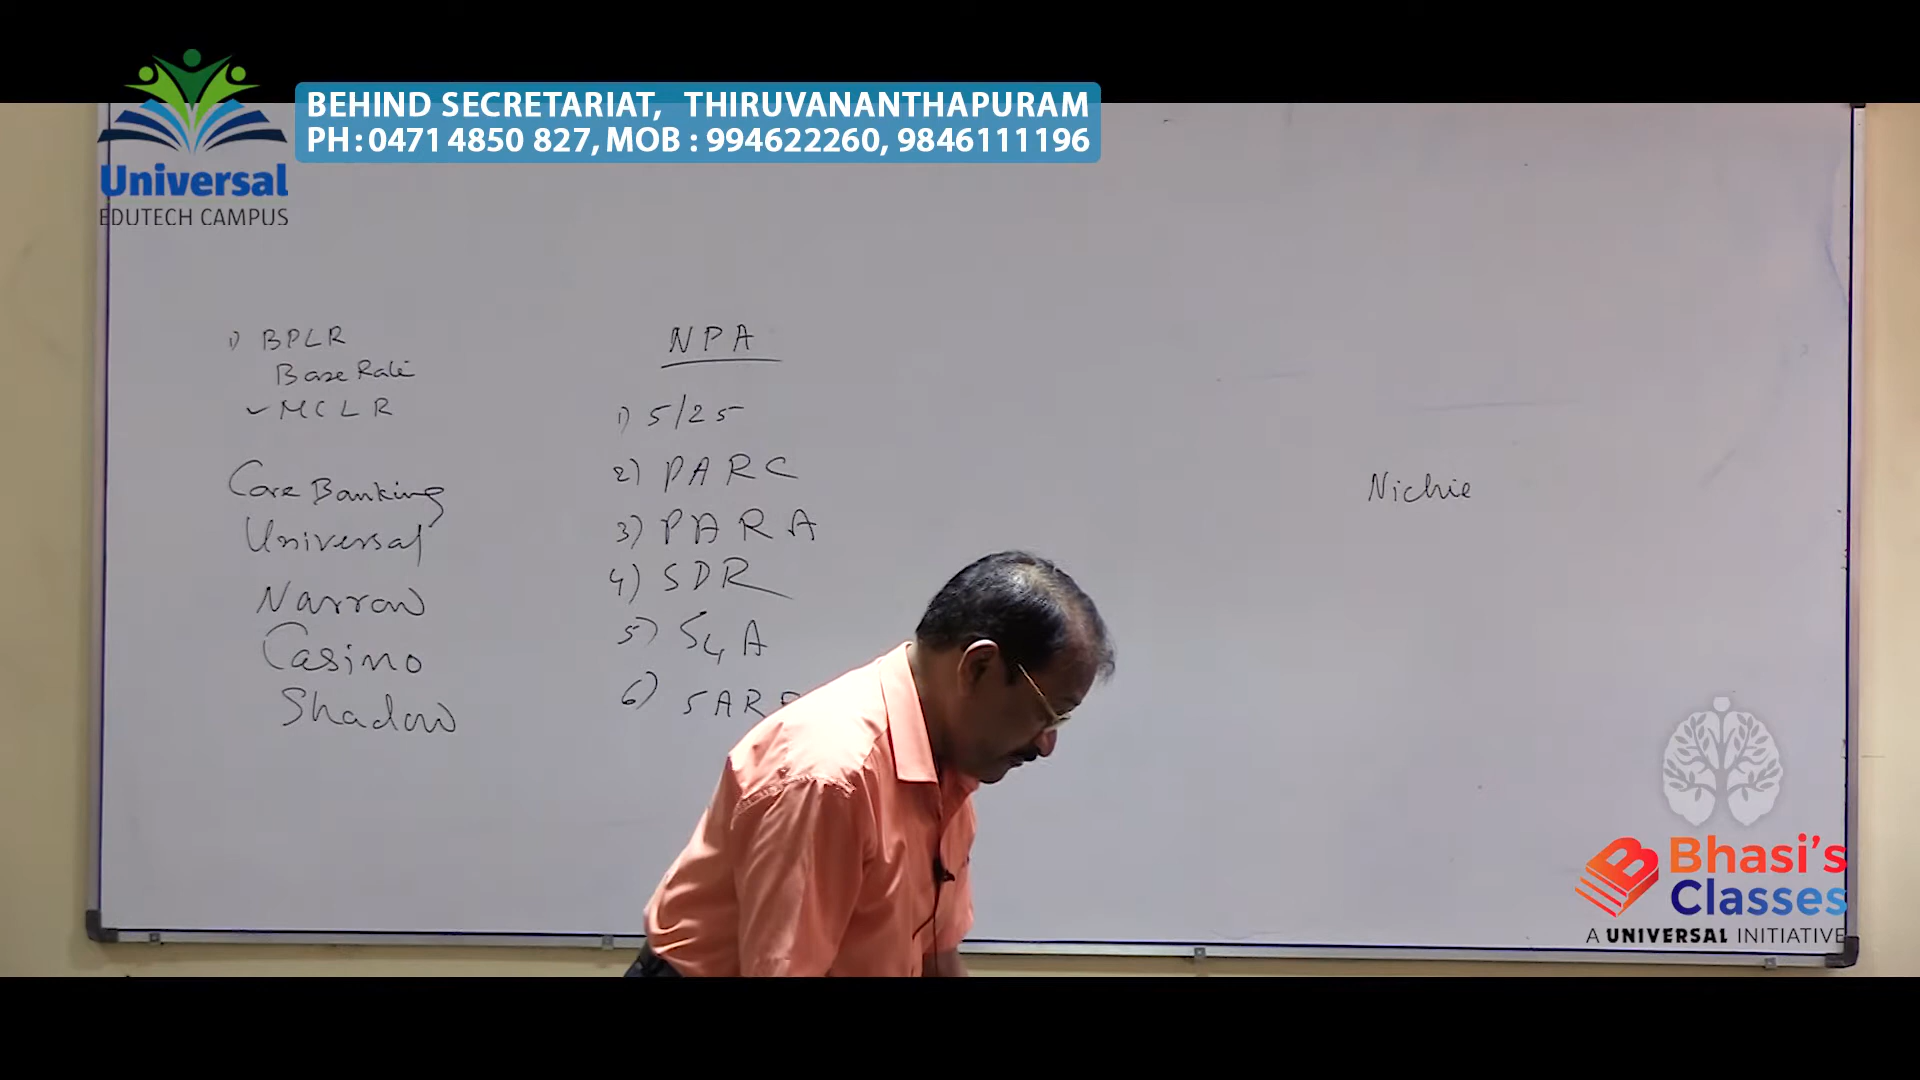 BEHIND SECRETARIAT, THIRUVANANTHAPURAM
PH : 0471 4850 827, MOB : 994622260, 9846111196
Universal
EDUTECH CAMPUS
1) BPLR
Base Rate
✓ MCLR
Core Banking
Universal
Narrow
Casino
Shadow
NPA
1) 5/25
2) PARC
3) PARA
4) SDR
5) S4A
6) SAR
Nichie
Bhasi's
Classes
A UNIVERSAL INITIATIVE